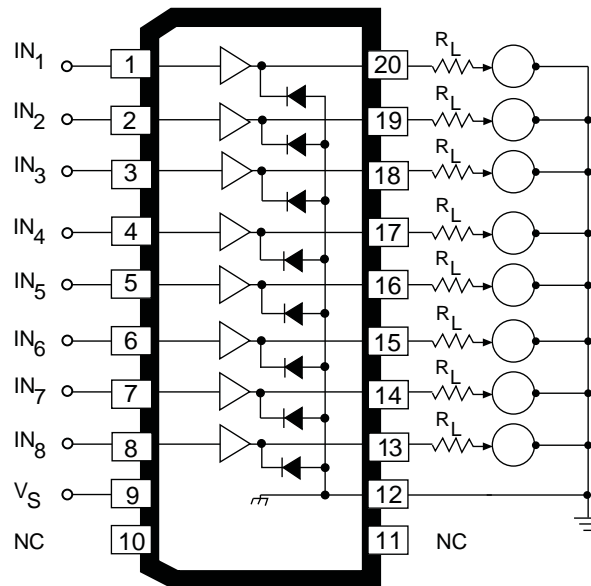 IN1 1 20 RL
IN2 2 19 RL
IN3 3 18 RL
IN4 4 17 RL
IN5 5 16 RL
IN6 6 15 RL
IN7 7 14 RL
IN8 8 13 RL
VS 9 12
NC 10 11 NC